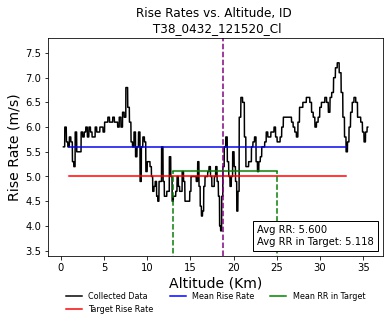 Rise Rates vs. Altitude, ID
T38_0432_121520_Cl
Rise Rate (m/s)
7.5
7.0
6.5
6.0
5.5
5.0
4.5
4.0
3.5
Avg RR: 5.600
Avg RR in Target: 5.118
0 5 10 15 20 25 30 35
Altitude (Km)
Collected Data Mean Rise Rate Mean RR in Target
Target Rise Rate